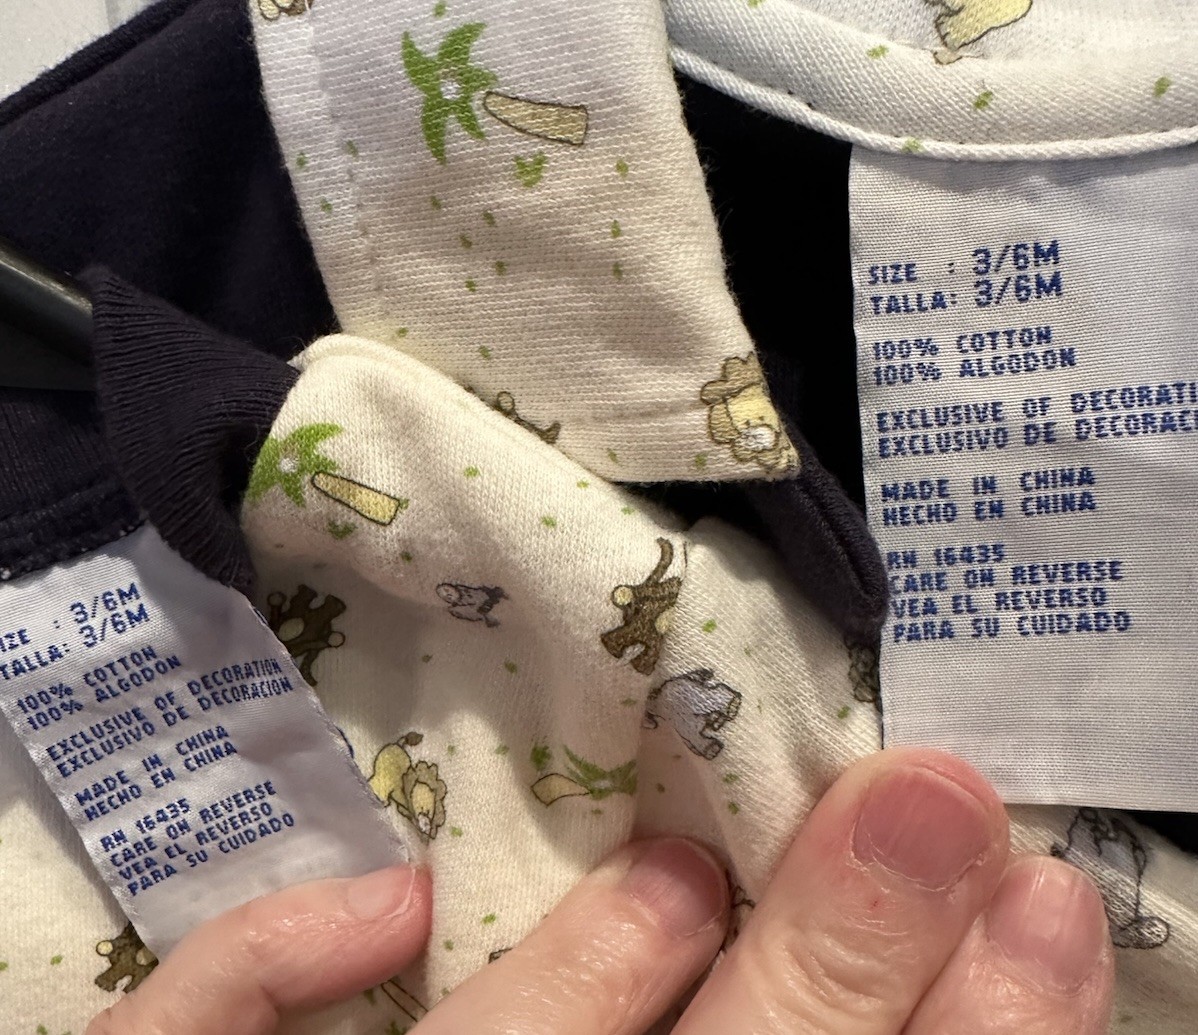 SIZE : 3/6M
TALLA: 3/6M
100% COTTON
100% ALGODON
EXCLUSIVE OF DECORATI
EXCLUSIVO DE DECORAC
MADE IN CHINA
HECHO EN CHINA
RN 16435
CARE ON REVERSE
VEA EL REVERSO
PARA SU CUIDADO
IZE : 3/6M
TALLA: 3/6M
100% COTTON
100% ALGODON
EXCLUSIVE OF DECORATION
EXCLUSIVO DE DECORACION
MADE IN CHINA
HECHO EN CHINA
RN 16435
CARE ON REVERSE
VEA EL REVERSO
PARA SU CUIDADO